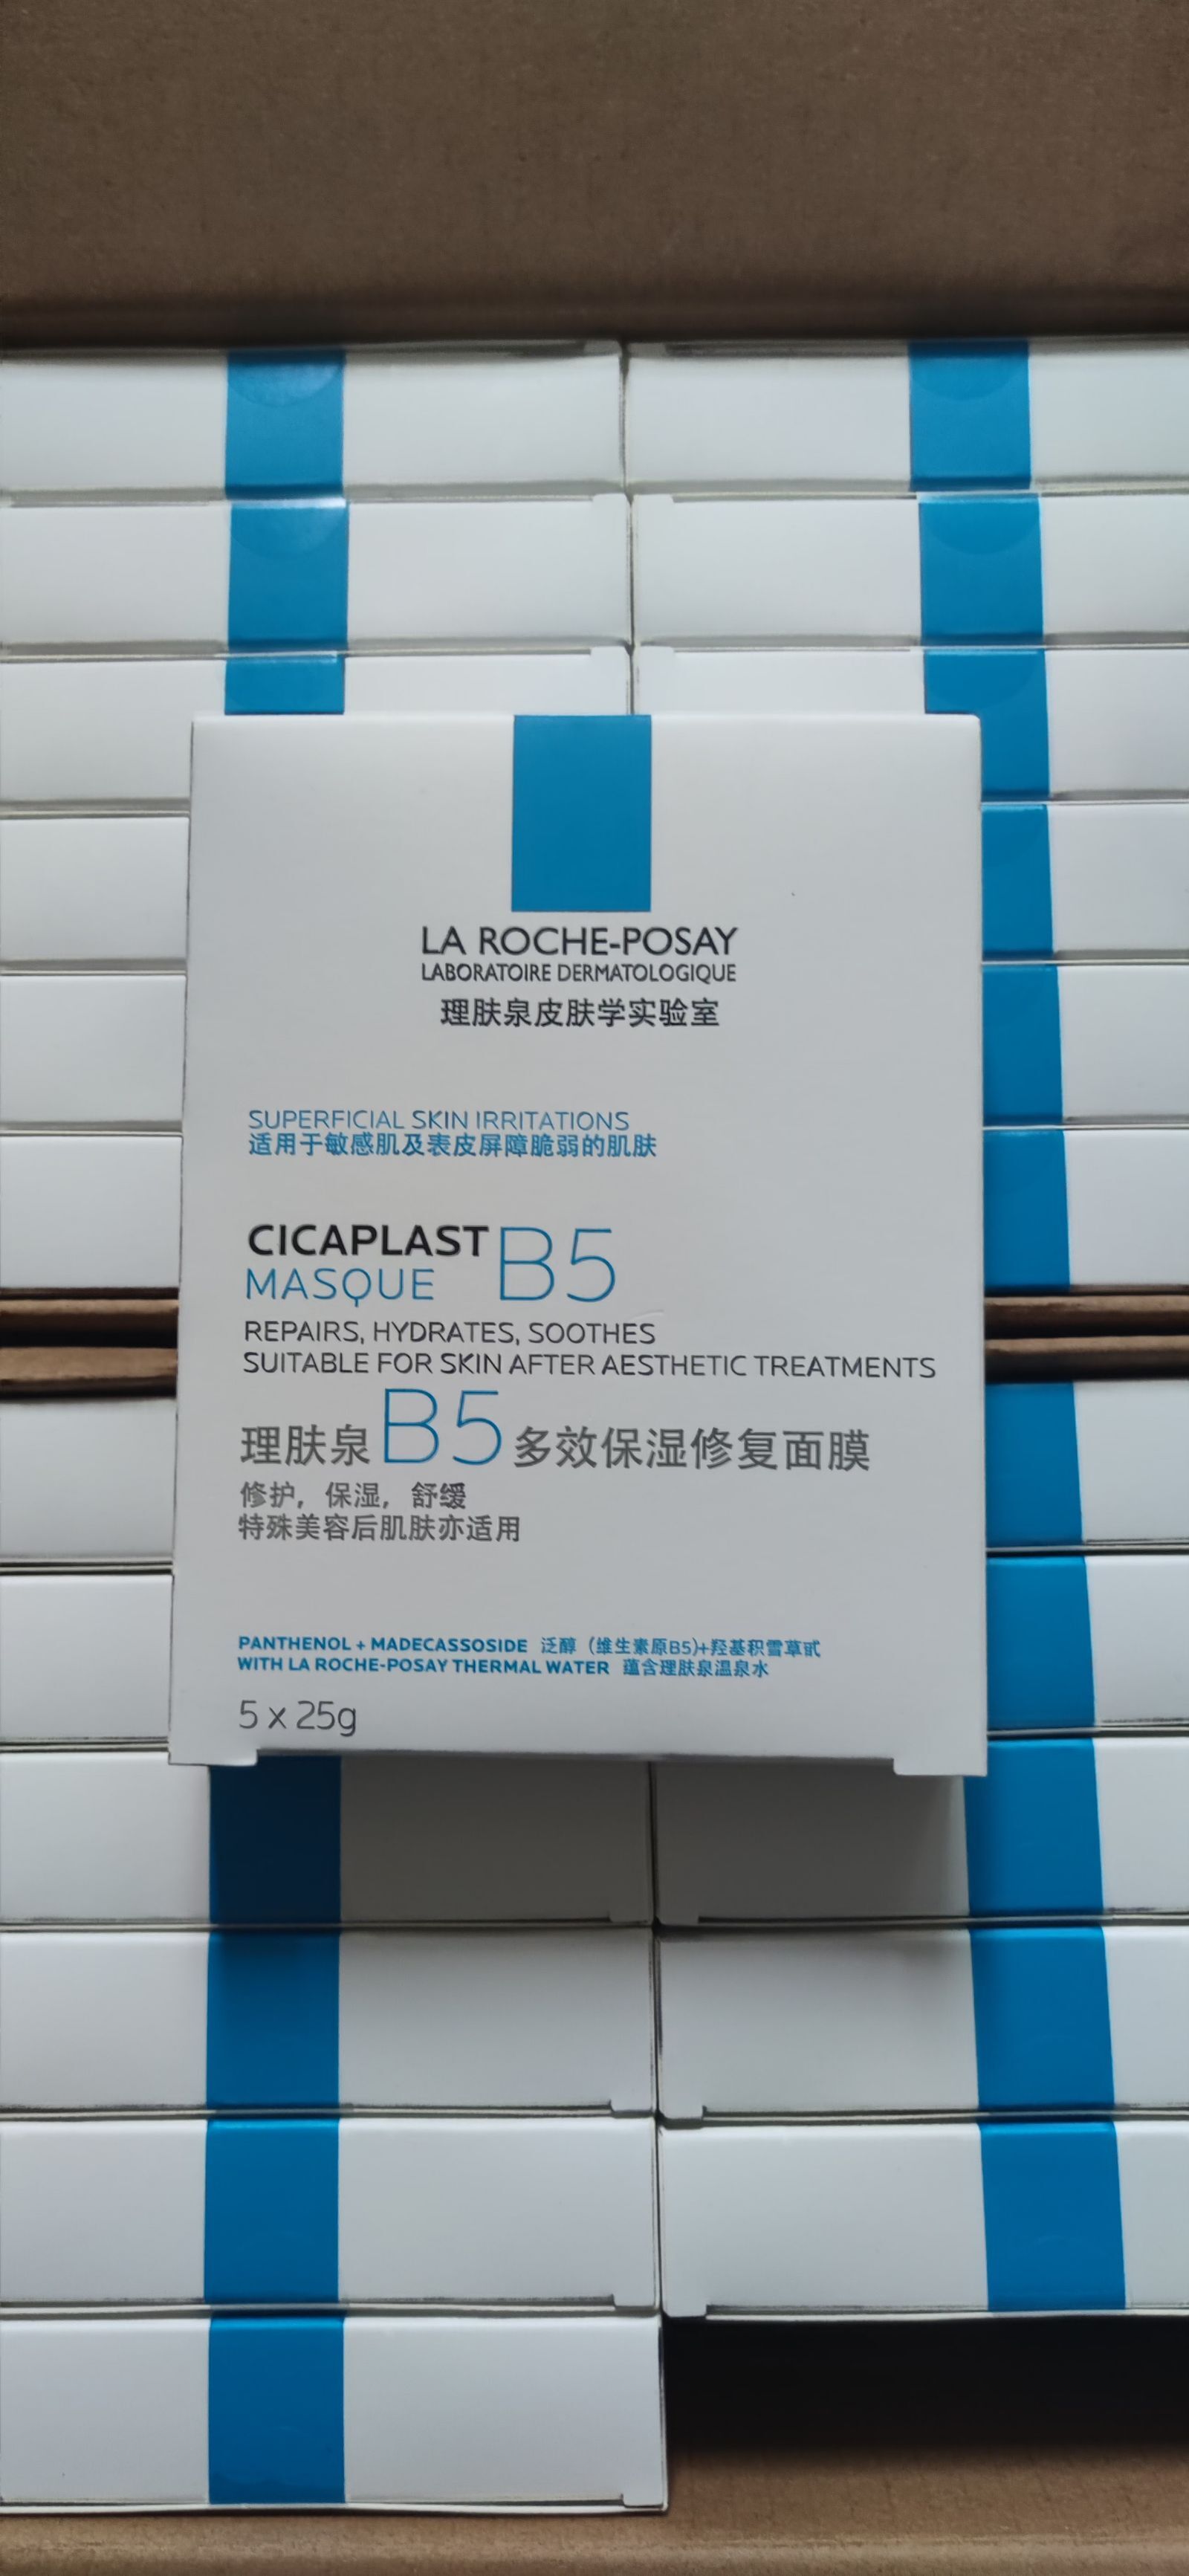 LA ROCHE-POSAY
LABORATOIRE DERMATOLOGIQUE
理肤泉皮肤学实验室
SUPERFICIAL SKIN IRRITATIONS
适用于敏感肌及表皮屏障脆弱的肌肤
CICAPLAST B5
MASQUE
REPAIRS, HYDRATES, SOOTHES
SUITABLE FOR SKIN AFTER AESTHETIC TREATMENTS
理肤泉B5多效保湿修复面膜
修护，保湿，舒缓
特殊美容后肌肤亦适用
PANTHENOL + MADECASSOSIDE 泛醇（维生素原B5)+羟基积雪草甙
WITH LA ROCHE-POSAY THERMAL WATER 蕴含理肤泉温泉水
5 x 25g